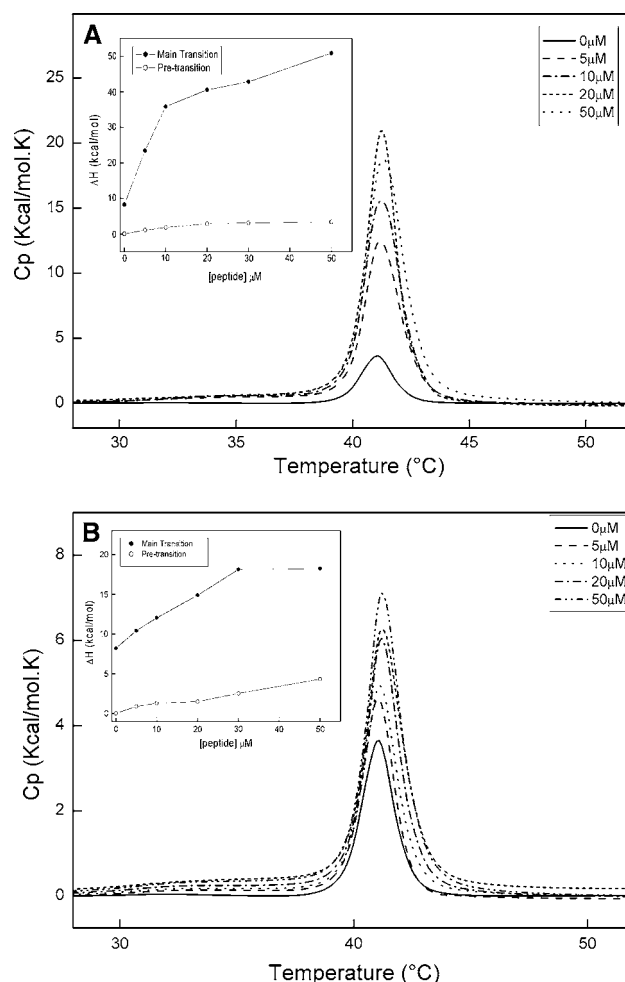 A
Main Transition
Pre-transition
ΔH (kcal/mol)
50
40
30
20
10
0
0 10 20 30 40 50
[peptide] µM
0µM
5µM
10µM
20µM
50µM
Cp (Kcal/mol.K)
25
20
15
10
5
0
30 35 40 45 50
Temperature (°C)
B
Main Transition
Pre-transition
ΔH (kcal/mol)
20
15
10
5
0
0 10 20 30 40 50
[peptide] µM
0µM
5µM
10µM
20µM
50µM
Cp (Kcal/mol.K)
8
6
4
2
0
30 40 50
Temperature (°C)